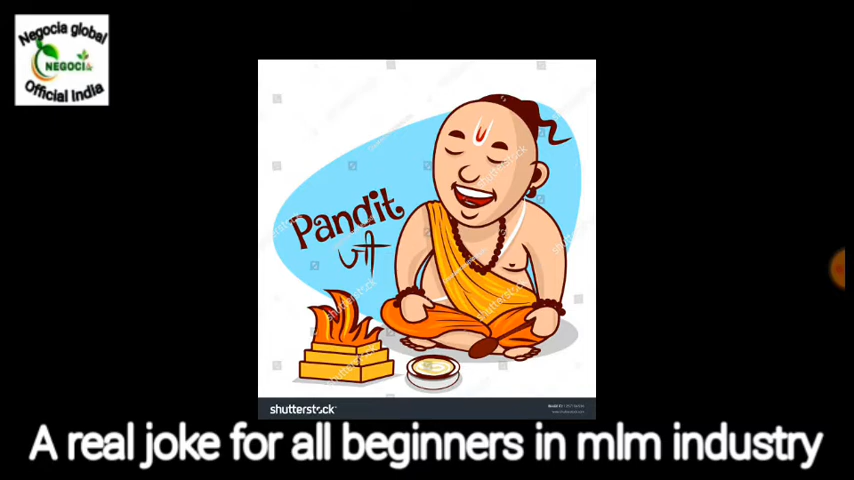 Negocia global
NEGOCIA
Official India
Pandit
जी
shutterstock
A real joke for all beginners in mlm industry